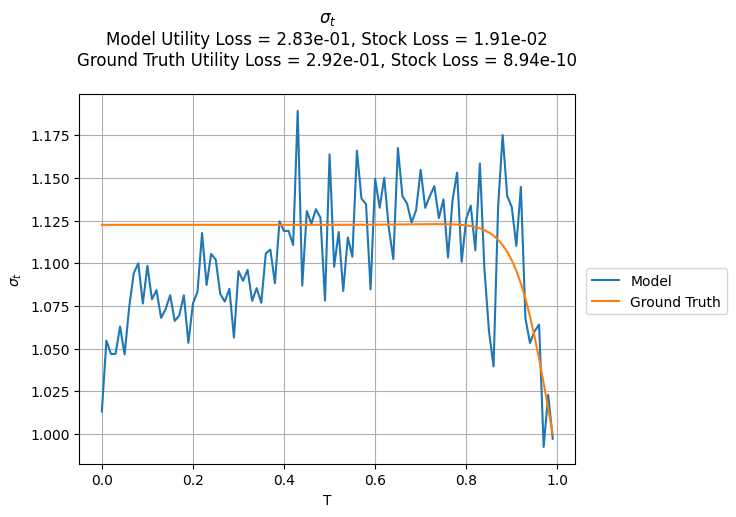 σ_t
Model Utility Loss = 2.83e-01, Stock Loss = 1.91e-02
Ground Truth Utility Loss = 2.92e-01, Stock Loss = 8.94e-10
1.175
1.150
1.125
1.100
1.075
1.050
1.025
1.000
σ_t
0.0 0.2 0.4 0.6 0.8 1.0
T
Model
Ground Truth